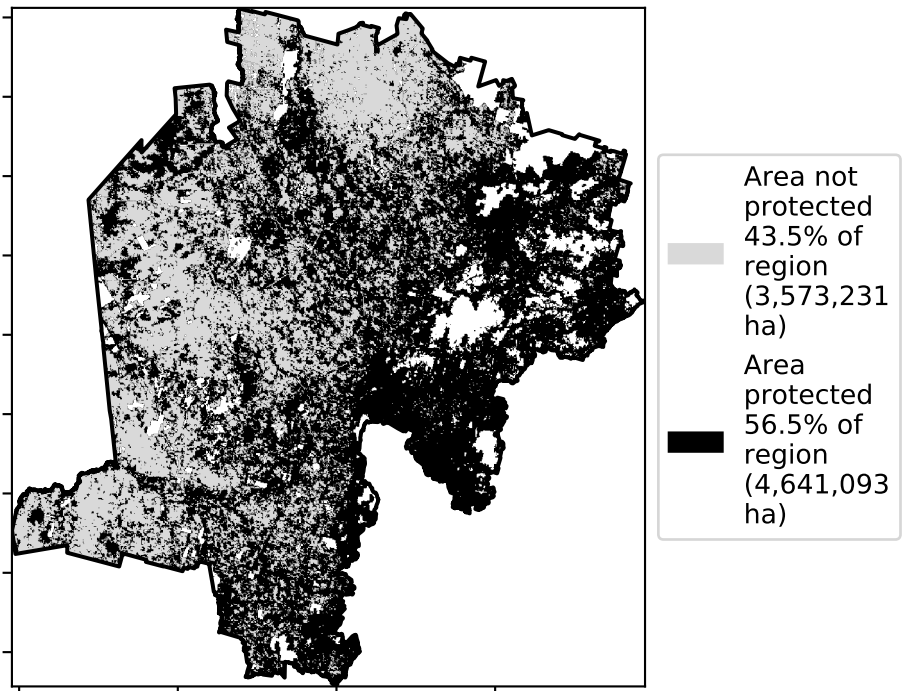 Area not
protected
43.5% of
region
(3,573,231
ha)
Area
protected
56.5% of
region
(4,641,093
ha)